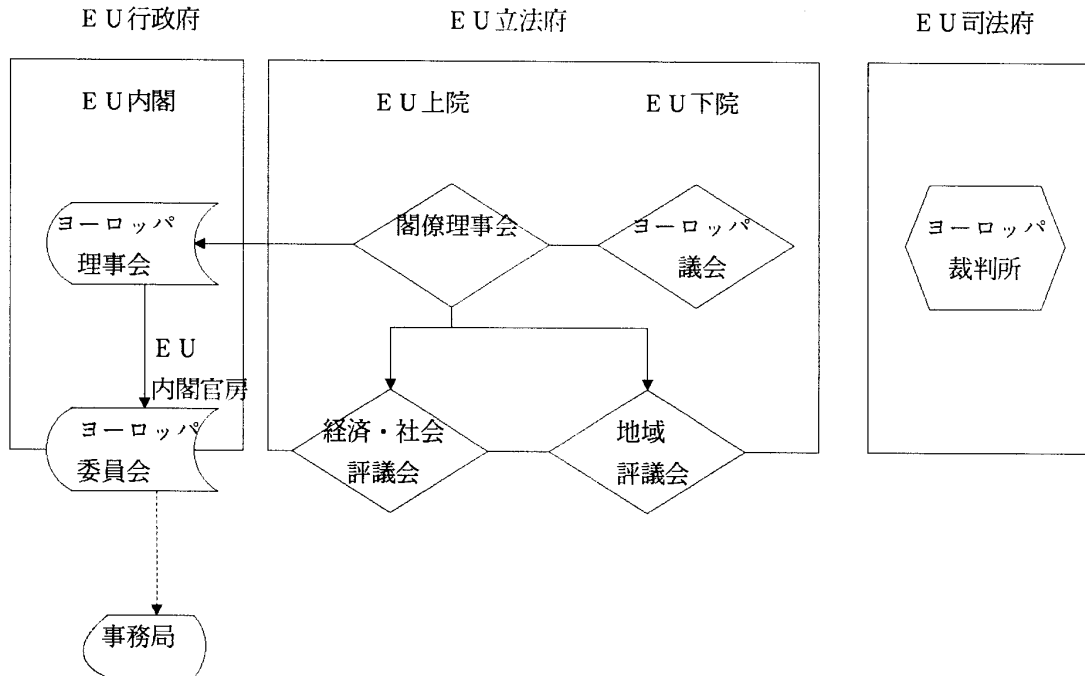 ＥＵ行政府
ＥＵ立法府
ＥＵ司法府
ＥＵ内閣
ＥＵ上院
ＥＵ下院
ヨーロッパ
理事会
閣僚理事会
ヨーロッパ
議会
ヨーロッパ
裁判所
ＥＵ
内閣官房
ヨーロッパ
委員会
経済・社会
評議会
地域
評議会
事務局